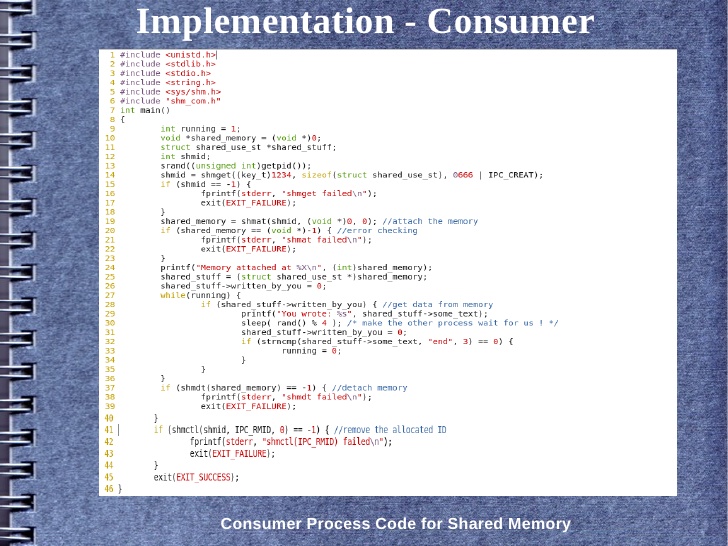 Implementation - Consumer
1 #include <unistd.h>
2 #include <stdlib.h>
3 #include <stdio.h>
4 #include <string.h>
5 #include <sys/shm.h>
6 #include "shm_com.h"
7 int main()
8 {
9 int running = 1;
10 void *shared_memory = (void *)0;
11 struct shared_use_st *shared_stuff;
12 int shmid;
13 srand((unsigned int)getpid());
14 shmid = shmget((key_t)1234, sizeof(struct shared_use_st), 0666 | IPC_CREAT);
15 if (shmid == -1) {
16 fprintf(stderr, "shmget failed\n");
17 exit(EXIT_FAILURE);
18 }
19 shared_memory = shmat(shmid, (void *)0, 0); //attach the memory
20 if (shared_memory == (void *)-1) { //error checking
21 fprintf(stderr, "shmat failed\n");
22 exit(EXIT_FAILURE);
23 }
24 printf("Memory attached at %X\n", (int)shared_memory);
25 shared_stuff = (struct shared_use_st *)shared_memory;
26 shared_stuff->written_by_you = 0;
27 while(running) {
28 if (shared_stuff->written_by_you) { //get data from memory
29 printf("You wrote: %s", shared_stuff->some_text);
30 sleep( rand() % 4 ); /* make the other process wait for us ! */
31 shared_stuff->written_by_you = 0;
32 if (strncmp(shared_stuff->some_text, "end", 3) == 0) {
33 running = 0;
34 }
35 }
36 }
37 if (shmdt(shared_memory) == -1) { //detach memory
38 fprintf(stderr, "shmdt failed\n");
39 exit(EXIT_FAILURE);
40 }
41 if (shmctl(shmid, IPC_RMID, 0) == -1) { //remove the allocated ID
42 fprintf(stderr, "shmctl(IPC_RMID) failed\n");
43 exit(EXIT_FAILURE);
44 }
45 exit(EXIT_SUCCESS);
46 }
Consumer Process Code for Shared Memory